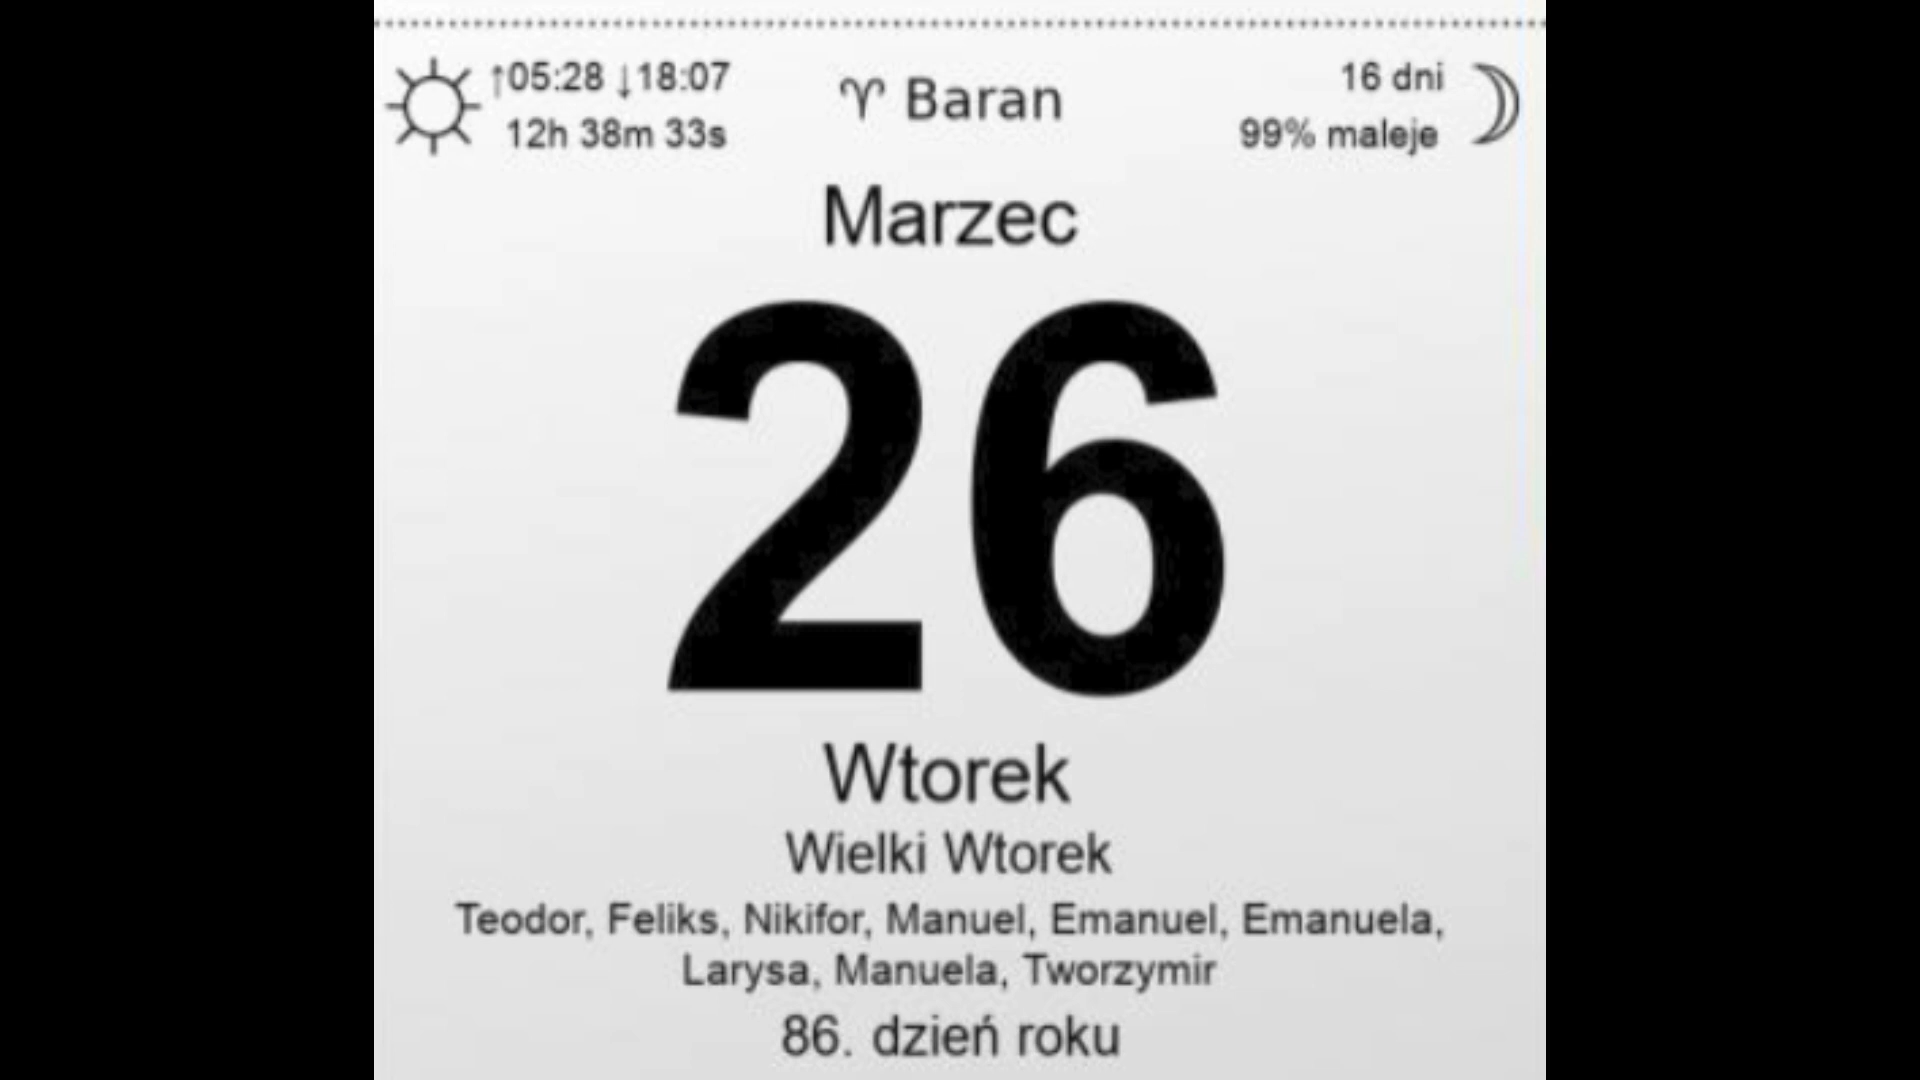 ↑05:28 ↓18:07
12h 38m 33s
♈ Baran
16 dni
99% maleje
Marzec
26
Wtorek
Wielki Wtorek
Teodor, Feliks, Nikifor, Manuel, Emanuel, Emanuela,
Larysa, Manuela, Tworzymir
86. dzień roku